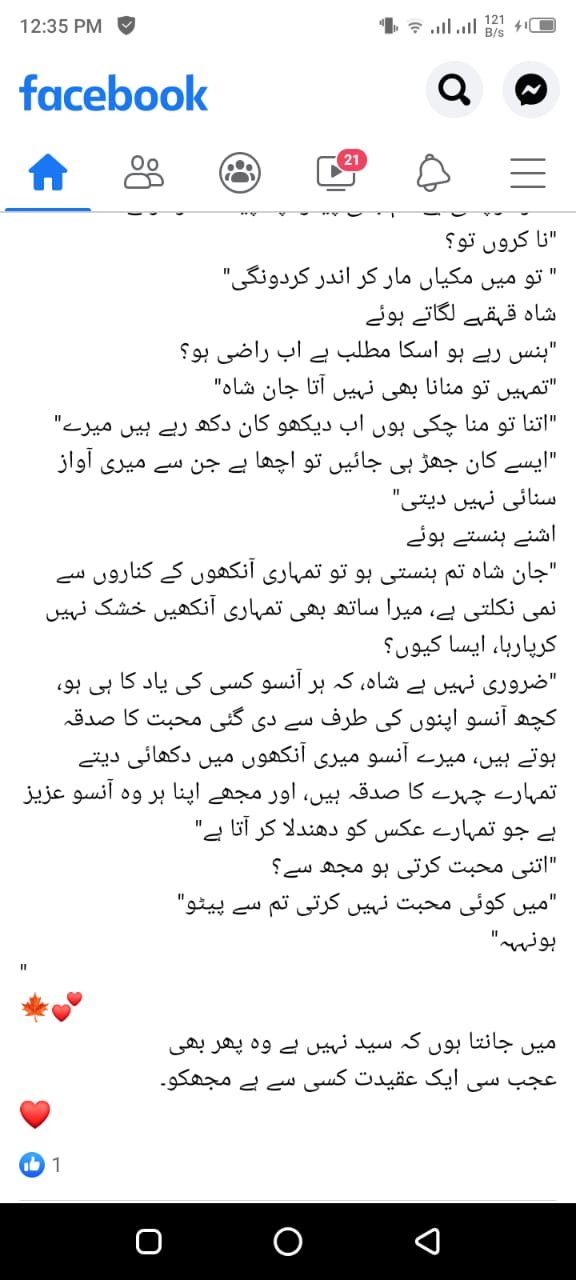 12:35 PM
121
B/s
facebook
21
"نا کروں تو؟
" تو میں مکیاں مار کر اندر کردونگی"
شاہ قہقہے لگاتے ہوئے
"ہنس رہے ہو اسکا مطلب ہے اب راضی ہو؟
"تمہیں تو منانا بھی نہیں آتا جان شاہ"
"اتنا تو منا چکی ہوں اب دیکھو کان دکھ رہے ہیں میرے"
"ایسے کان جھڑ ہی جائیں تو اچھا ہے جن سے میری آواز
سنائی نہیں دیتی"
اشنے ہنستے ہوئے
"جان شاہ تم ہنستی ہو تو تمہاری آنکھوں کے کناروں سے
نمی نکلتی ہے، میرا ساتھ بھی تمہاری آنکھیں خشک نہیں
کرپارہا، ایسا کیوں؟
"ضروری نہیں ہے شاہ، کہ ہر آنسو کسی کی یاد کا ہی ہو،
کچھ آنسو اپنوں کی طرف سے دی گئی محبت کا صدقہ
ہوتے ہیں، میرے آنسو میری آنکھوں میں دکھائی دیتے
تمہارے چہرے کا صدقہ ہیں، اور مجھے اپنا ہر وہ آنسو عزیز
ہے جو تمہارے عکس کو دھندلا کر آتا ہے"
"اتنی محبت کرتی ہو مجھ سے؟
"میں کوئی محبت نہیں کرتی تم سے پیٹو"
ہونہہہ"
"
🍁💕
میں جانتا ہوں کہ سید نہیں ہے وہ پھر بھی
عجب سی ایک عقیدت کسی سے ہے مجھکو۔
❤️
1